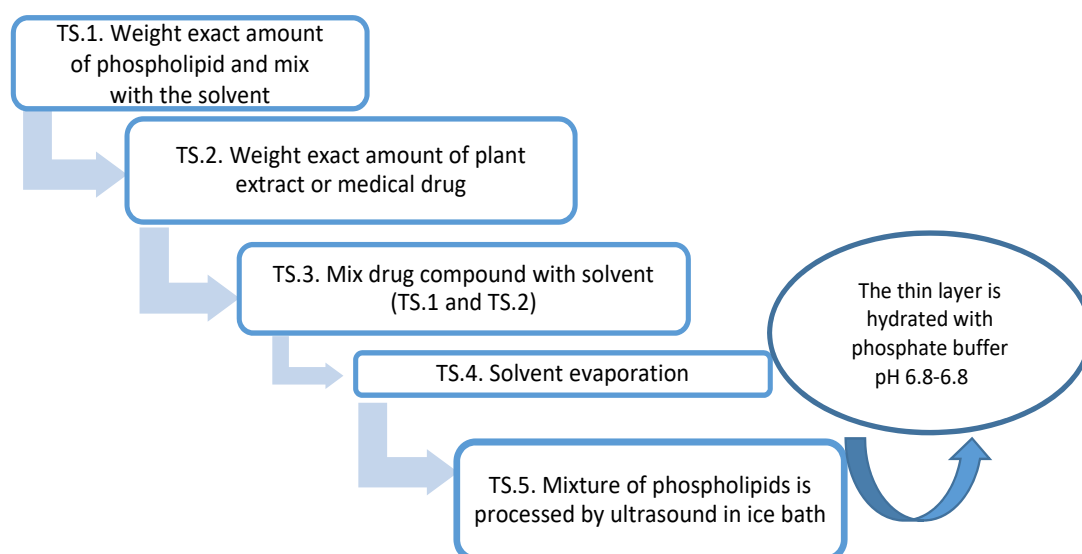 TS.1. Weight exact amount
of phospholipid and mix
with the solvent
TS.2. Weight exact amount of plant
extract or medical drug
TS.3. Mix drug compound with solvent
(TS.1 and TS.2)
TS.4. Solvent evaporation
The thin layer is
hydrated with
phosphate buffer
pH 6.8-6.8
TS.5. Mixture of phospholipids is
processed by ultrasound in ice bath